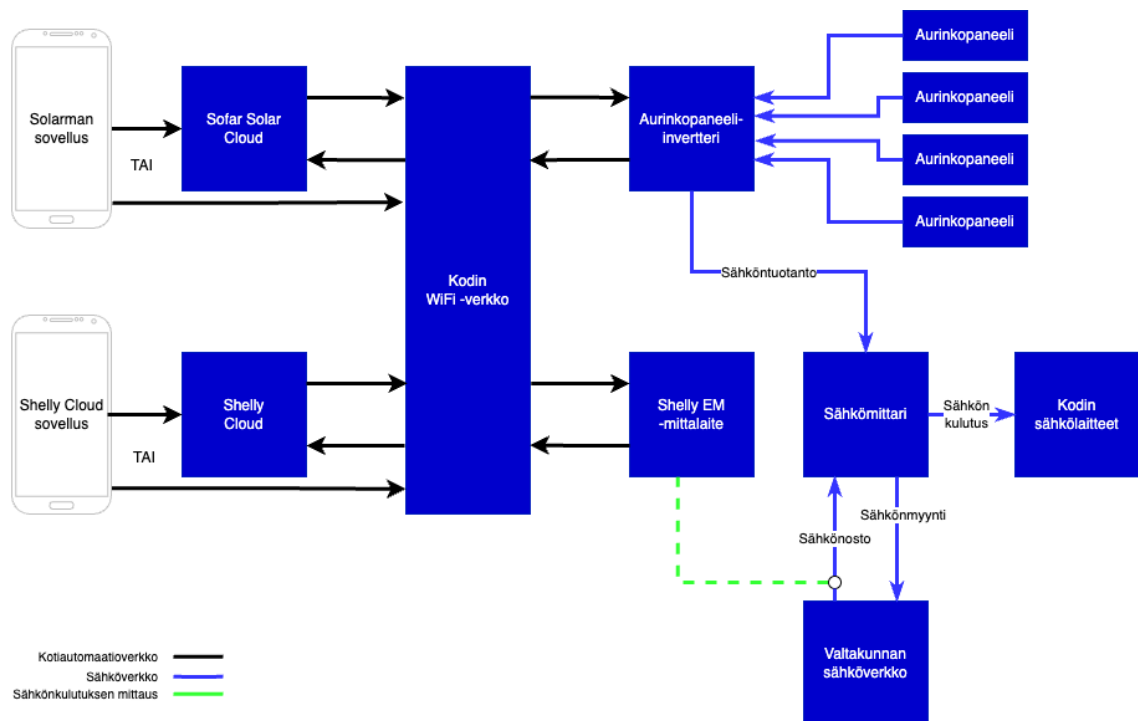 Solarman
sovellus
TAI
Sofar Solar
Cloud
Kodin
WiFi -verkko
Aurinkopaneeli-
invertteri
Aurinkopaneeli
Aurinkopaneeli
Aurinkopaneeli
Aurinkopaneeli
Sähköntuotanto
Shelly Cloud
sovellus
TAI
Shelly
Cloud
Shelly EM
-mittalaite
Sähkömittari
Sähkön
kulutus
Kodin
sähkölaitteet
Sähkönosto
Sähkönmyynti
Valtakunnan
sähköverkko
Kotiautomaatioverkko
Sähköverkko
Sähkönkulutuksen mittaus